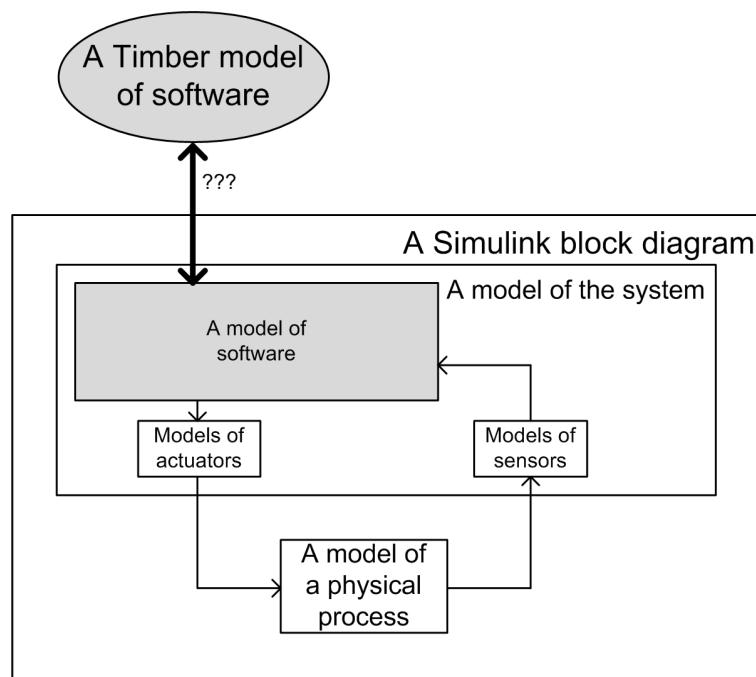 A Timber model
of software
???
A Simulink block diagram
A model of the system
A model of
software
Models of
actuators
Models of
sensors
A model of
a physical
process